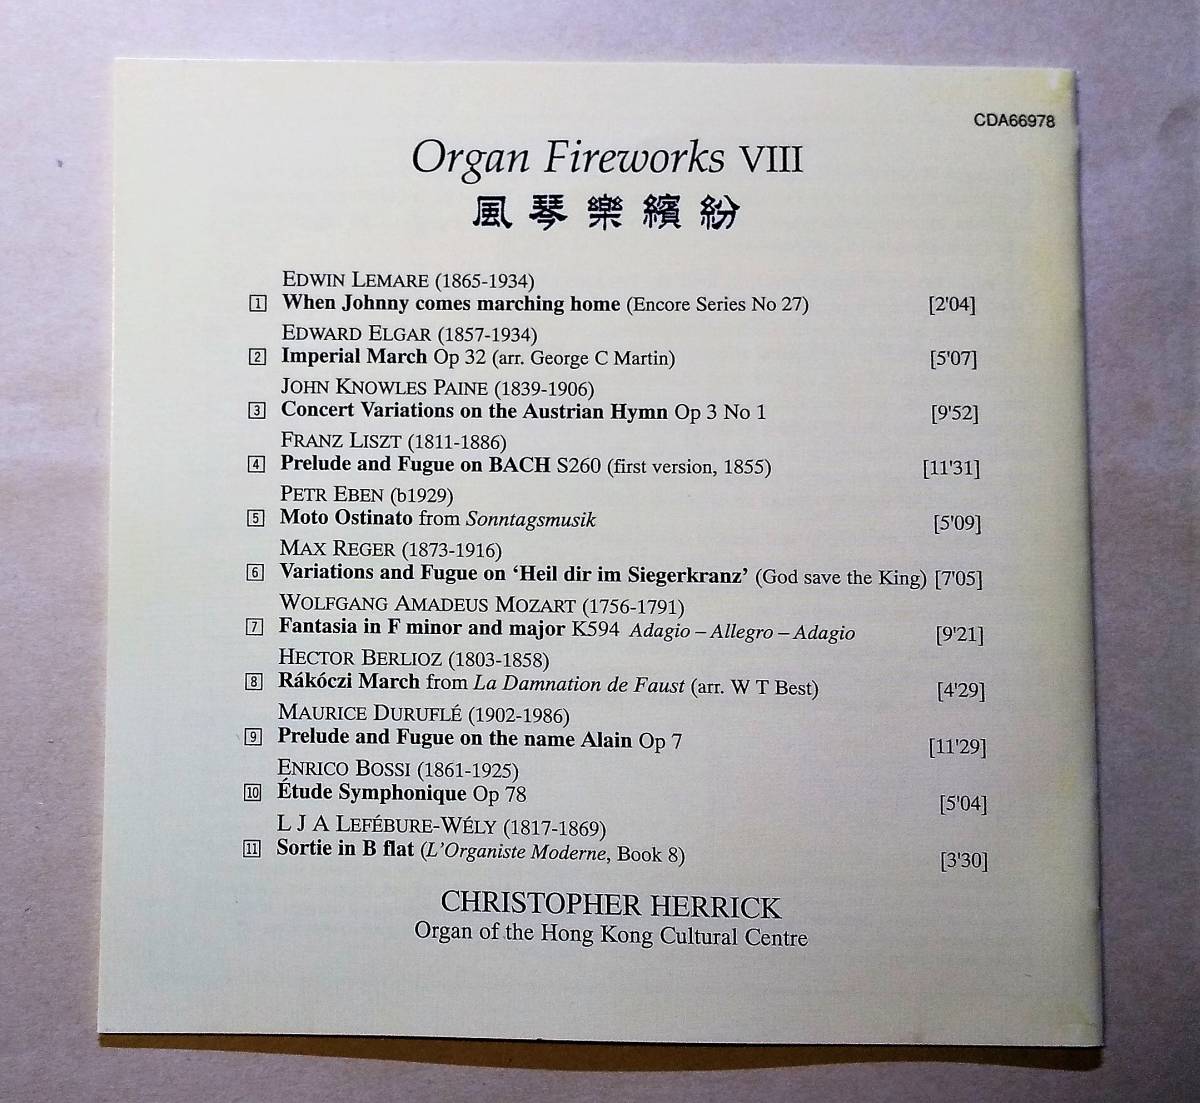 CDA66978
Organ Fireworks VIII
風琴樂繽紛
EDWIN LEMARE (1865-1934)
1 When Johnny comes marching home (Encore Series No 27) [2'04]
EDWARD ELGAR (1857-1934)
2 Imperial March Op 32 (arr. George C Martin) [5'07]
JOHN KNOWLES PAINE (1839-1906)
3 Concert Variations on the Austrian Hymn Op 3 No 1 [9'52]
FRANZ LISZT (1811-1886)
4 Prelude and Fugue on BACH S260 (first version, 1855) [11'31]
PETR EBEN (b1929)
5 Moto Ostinato from Sonntagsmusik [5'09]
MAX REGER (1873-1916)
6 Variations and Fugue on ‘Heil dir im Siegerkranz’ (God save the King) [7'05]
WOLFGANG AMADEUS MOZART (1756-1791)
7 Fantasia in F minor and major K594 Adagio – Allegro – Adagio [9'21]
HECTOR BERLIOZ (1803-1858)
8 Rákóczi March from La Damnation de Faust (arr. W T Best) [4'29]
MAURICE DURUFLÉ (1902-1986)
9 Prelude and Fugue on the name Alain Op 7 [11'29]
ENRICO BOSSI (1861-1925)
10 Étude Symphonique Op 78 [5'04]
L J A LEFÉBURE-WÉLY (1817-1869)
11 Sortie in B flat (L’Organiste Moderne, Book 8) [3'30]
CHRISTOPHER HERRICK
Organ of the Hong Kong Cultural Centre